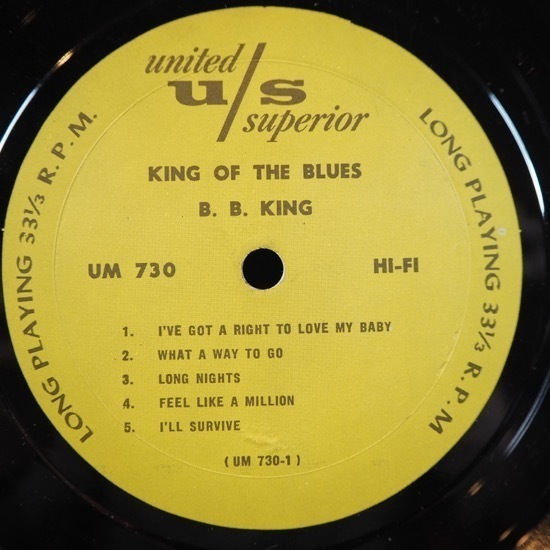 united
u/s
superior
KING OF THE BLUES
B. B. KING
UM 730
HI-FI
1. I'VE GOT A RIGHT TO LOVE MY BABY
2. WHAT A WAY TO GO
3. LONG NIGHTS
4. FEEL LIKE A MILLION
5. I'LL SURVIVE
( UM 730-1 )
LONG PLAYING 33⅓ R.P.M.
LONG PLAYING 33⅓ R.P.M